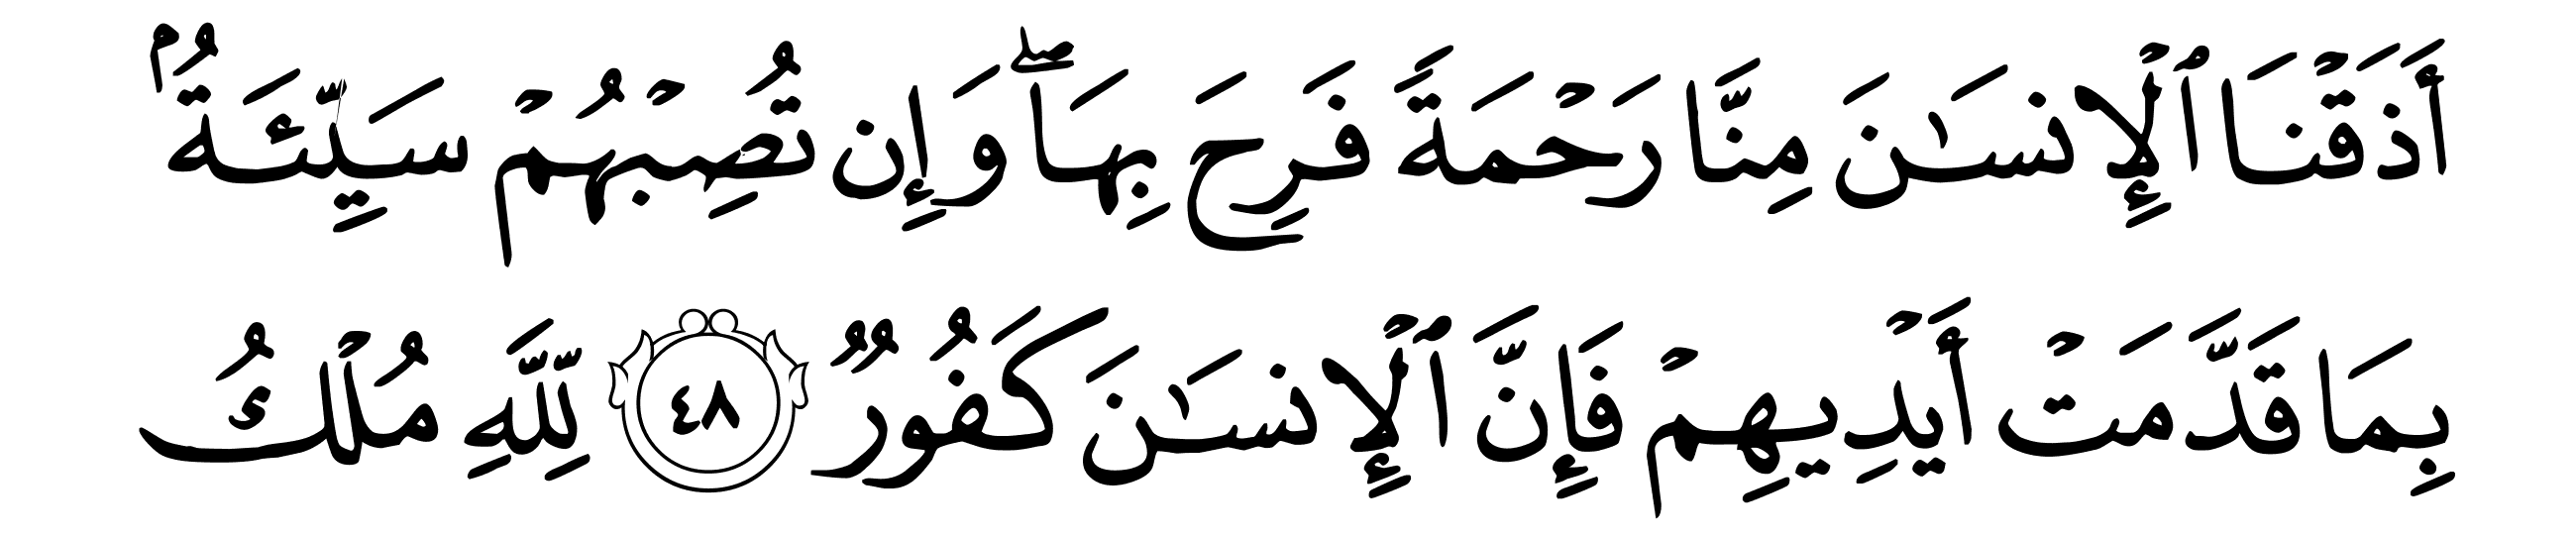 أَذَقْنَا ٱلْإِنسَـٰنَ مِنَّا رَحْمَةً فَرِحَ بِهَا ۖ وَإِن تُصِبْهُمْ سَيِّئَةُۢ
بِمَا قَدَّمَتْ أَيْدِيهِمْ فَإِنَّ ٱلْإِنسَـٰنَ كَفُورٌ ٤٨ لِلَّهِ مُلْكُ